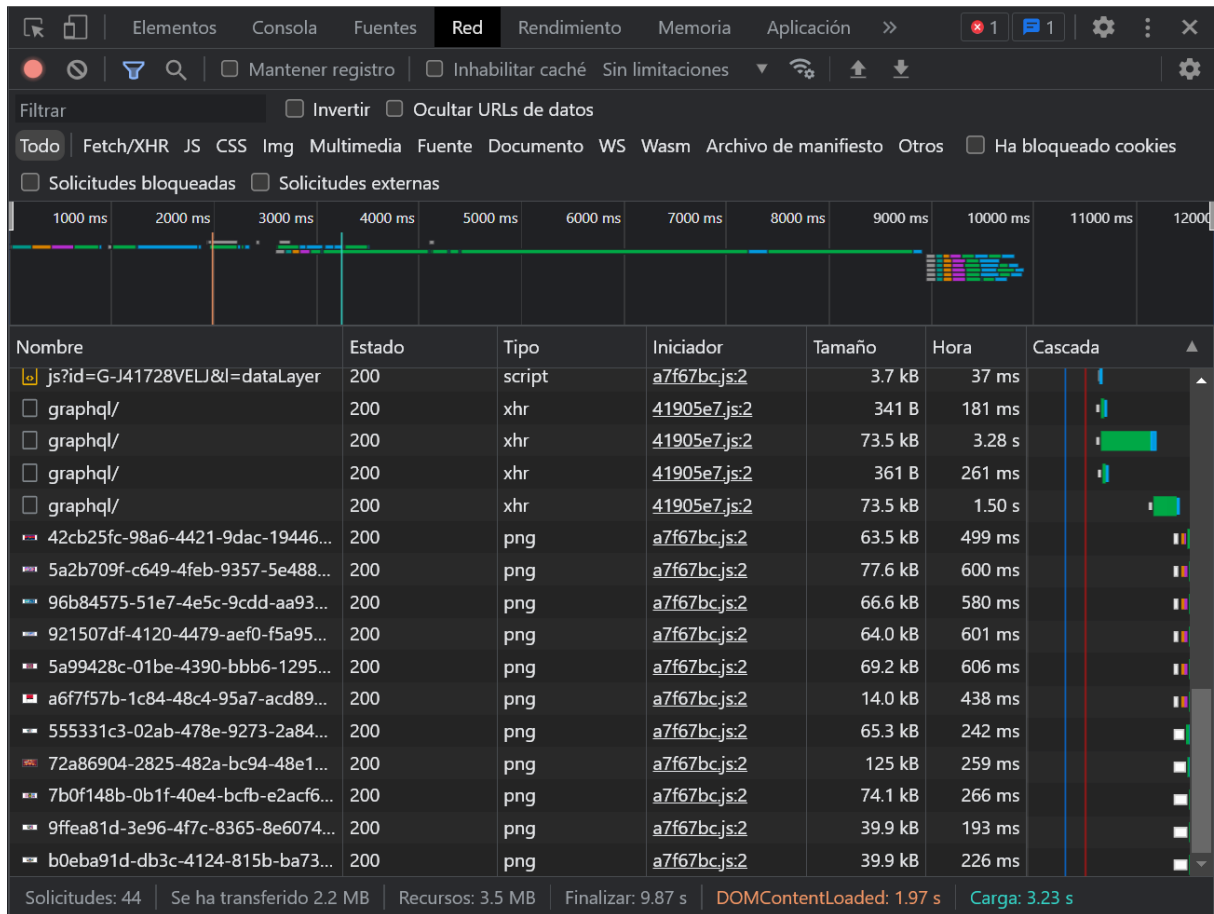 Elementos Consola Fuentes Red Rendimiento Memoria Aplicación » 1 1
Mantener registro Inhabilitar caché Sin limitaciones
Filtrar Invertir Ocultar URLs de datos
Todo Fetch/XHR JS CSS Img Multimedia Fuente Documento WS Wasm Archivo de manifiesto Otros Ha bloqueado cookies
Solicitudes bloqueadas Solicitudes externas
1000 ms 2000 ms 3000 ms 4000 ms 5000 ms 6000 ms 7000 ms 8000 ms 9000 ms 10000 ms 11000 ms 12000
Nombre Estado Tipo Iniciador Tamaño Hora Cascada
js?id=G-J41728VELJ&l=dataLayer 200 script a7f67bc.js:2 3.7 kB 37 ms
graphql/ 200 xhr 41905e7.js:2 341 B 181 ms
graphql/ 200 xhr 41905e7.js:2 73.5 kB 3.28 s
graphql/ 200 xhr 41905e7.js:2 361 B 261 ms
graphql/ 200 xhr 41905e7.js:2 73.5 kB 1.50 s
42cb25fc-98a6-4421-9dac-19446... 200 png a7f67bc.js:2 63.5 kB 499 ms
5a2b709f-c649-4feb-9357-5e488... 200 png a7f67bc.js:2 77.6 kB 600 ms
96b84575-51e7-4e5c-9cdd-aa93... 200 png a7f67bc.js:2 66.6 kB 580 ms
921507df-4120-4479-aef0-f5a95... 200 png a7f67bc.js:2 64.0 kB 601 ms
5a99428c-01be-4390-bbb6-1295... 200 png a7f67bc.js:2 69.2 kB 606 ms
a6f7f57b-1c84-48c4-95a7-acd89... 200 png a7f67bc.js:2 14.0 kB 438 ms
555331c3-02ab-478e-9273-2a84... 200 png a7f67bc.js:2 65.3 kB 242 ms
72a86904-2825-482a-bc94-48e1... 200 png a7f67bc.js:2 125 kB 259 ms
7b0f148b-0b1f-40e4-bcfb-e2acf6... 200 png a7f67bc.js:2 74.1 kB 266 ms
9ffea81d-3e96-4f7c-8365-8e6074... 200 png a7f67bc.js:2 39.9 kB 193 ms
b0eba91d-db3c-4124-815b-ba73... 200 png a7f67bc.js:2 39.9 kB 226 ms
Solicitudes: 44 Se ha transferido 2.2 MB Recursos: 3.5 MB Finalizar: 9.87 s DOMContentLoaded: 1.97 s Carga: 3.23 s